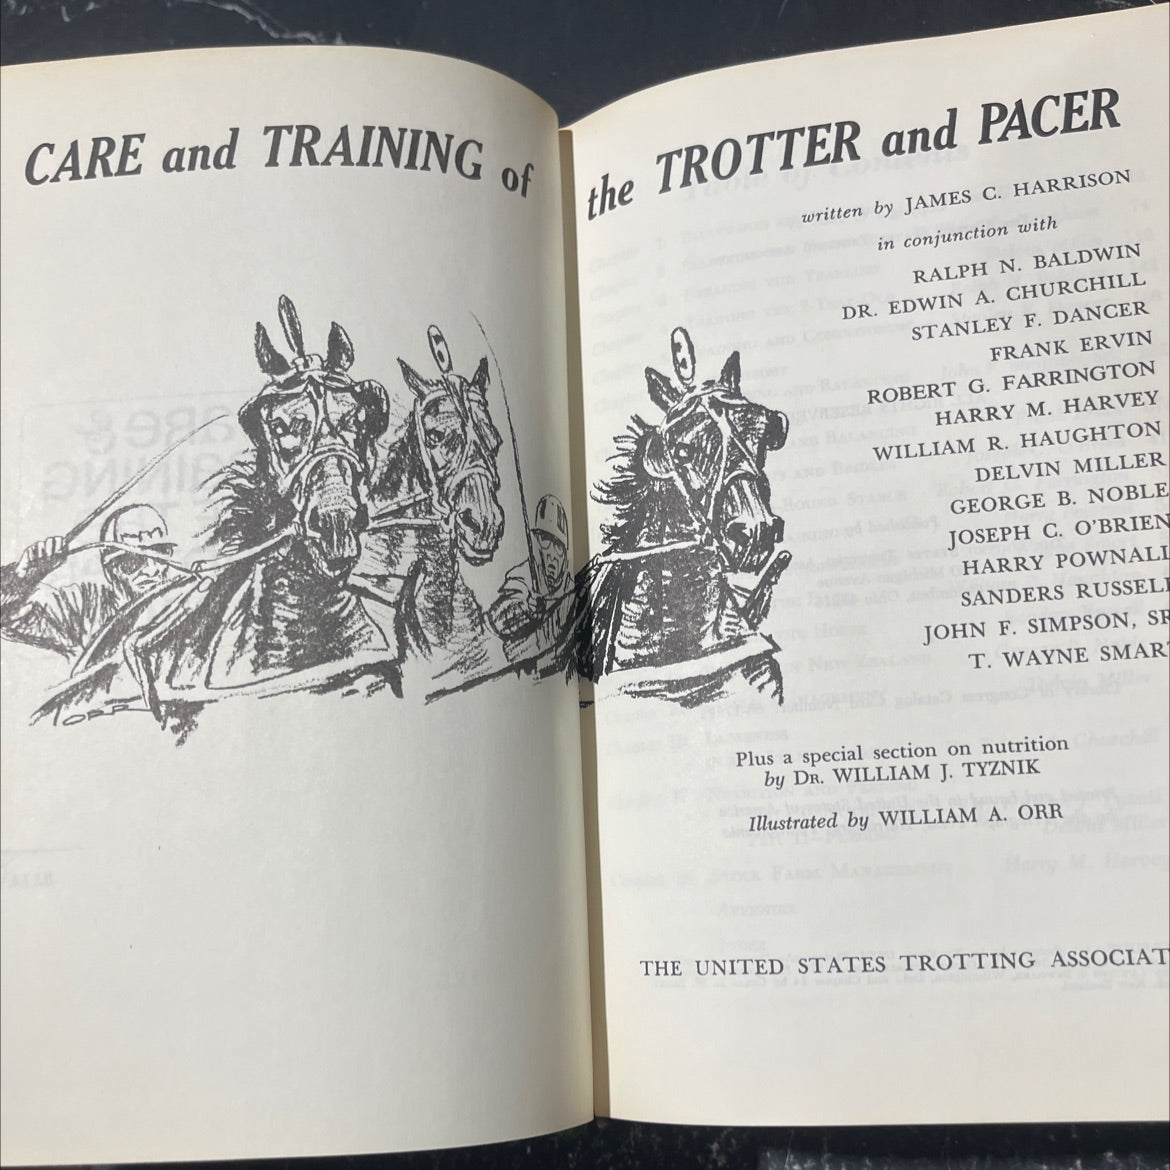 CARE and TRAINING of the TROTTER and PACER
written by JAMES C. HARRISON
in conjunction with
RALPH N. BALDWIN
DR. EDWIN A. CHURCHILL
STANLEY F. DANCER
FRANK ERVIN
ROBERT G. FARRINGTON
HARRY M. HARVEY
WILLIAM R. HAUGHTON
DELVIN MILLER
GEORGE B. NOBLE
JOSEPH C. O'BRIEN
HARRY POWNALL
SANDERS RUSSELL
JOHN F. SIMPSON, SR
T. WAYNE SMAR
Plus a special section on nutrition
by DR. WILLIAM J. TYZNIK
Illustrated by WILLIAM A. ORR
THE UNITED STATES TROTTING ASSOCIAT
ORR